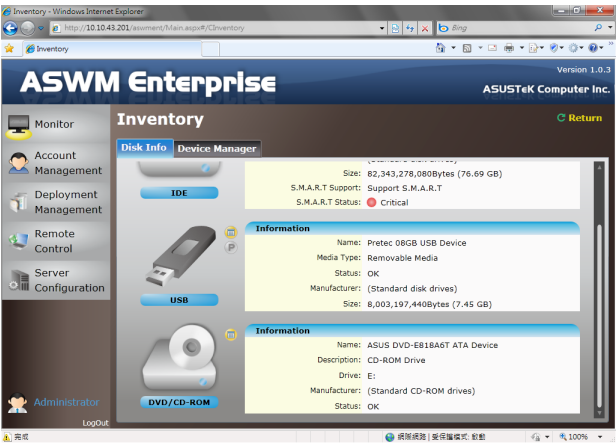 Inventory - Windows Internet Explorer
http://10.10.43.201/aswment/Main.aspx#/CInventory
Bing
Inventory
ASWM Enterprise
Version 1.0.3
ASUSTeK Computer Inc.
Monitor
Account Management
Deployment Management
Remote Control
Server Configuration
Administrator
LogOut
Inventory
Return
Disk Info
Device Manager
IDE
Size: 82,343,278,080Bytes (76.69 GB)
S.M.A.R.T Support: Support S.M.A.R.T
S.M.A.R.T Status: Critical
USB
P
Information
Name: Pretec 08GB USB Device
Media Type: Removable Media
Status: OK
Manufacturer: (Standard disk drives)
Size: 8,003,197,440Bytes (7.45 GB)
DVD/CD-ROM
Information
Name: ASUS DVD-E818A6T ATA Device
Description: CD-ROM Drive
Drive: E:
Manufacturer: (Standard CD-ROM drives)
Status: OK
完成
網際網路 | 受保護模式: 啟動
100%